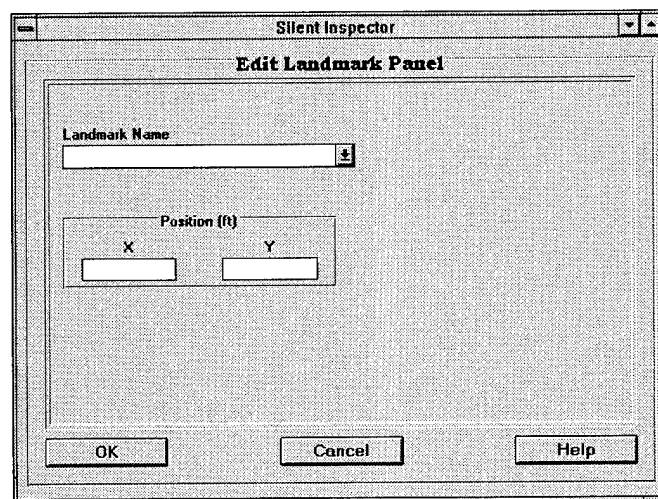 Silent Inspector
Edit Landmark Panel
Landmark Name
Position (ft)
X Y
OK Cancel Help